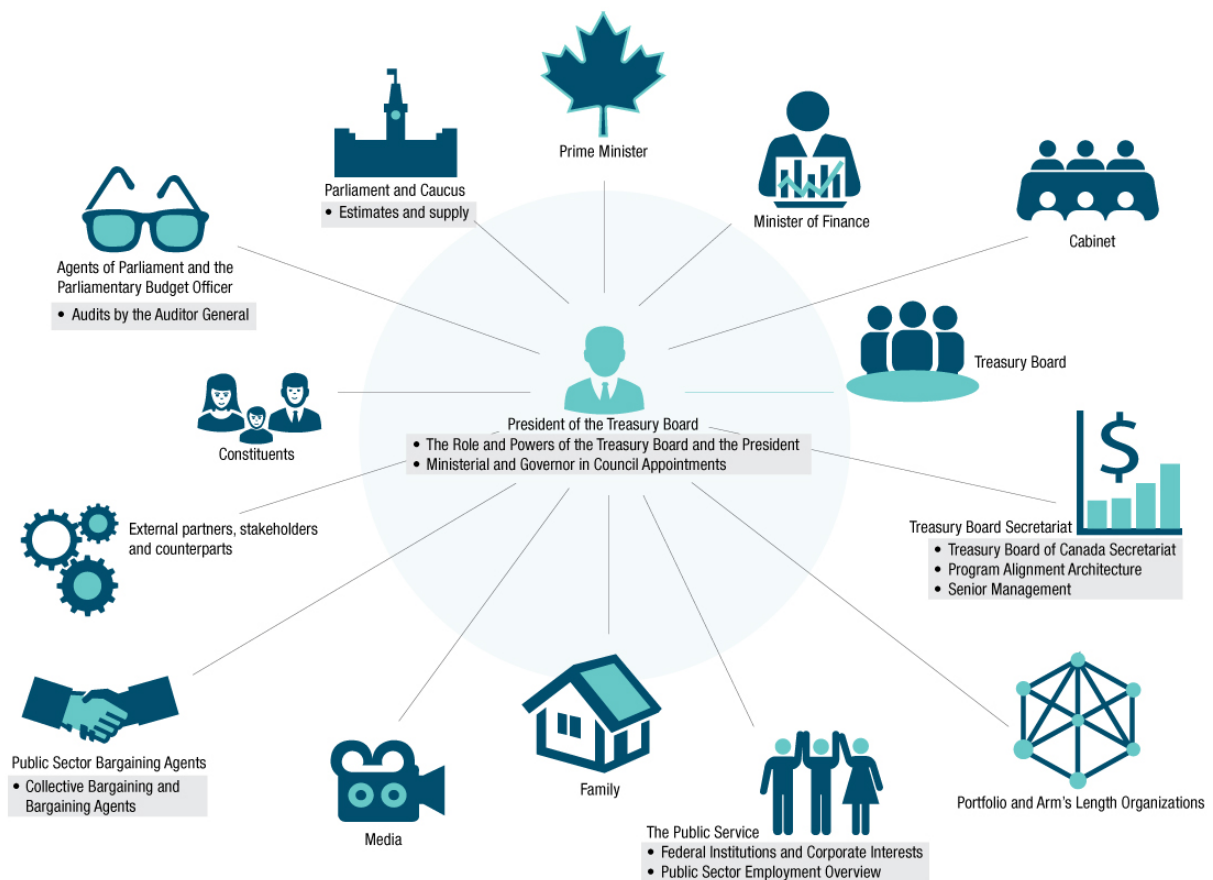 Prime Minister
Parliament and Caucus
• Estimates and supply
Minister of Finance
Cabinet
Agents of Parliament and the
Parliamentary Budget Officer
• Audits by the Auditor General
Treasury Board
Constituents
President of the Treasury Board
• The Role and Powers of the Treasury Board and the President
• Ministerial and Governor in Council Appointments
$
External partners, stakeholders
and counterparts
Treasury Board Secretariat
• Treasury Board of Canada Secretariat
• Program Alignment Architecture
• Senior Management
Public Sector Bargaining Agents
• Collective Bargaining and
Bargaining Agents
Media
Family
The Public Service
• Federal Institutions and Corporate Interests
• Public Sector Employment Overview
Portfolio and Arm's Length Organizations